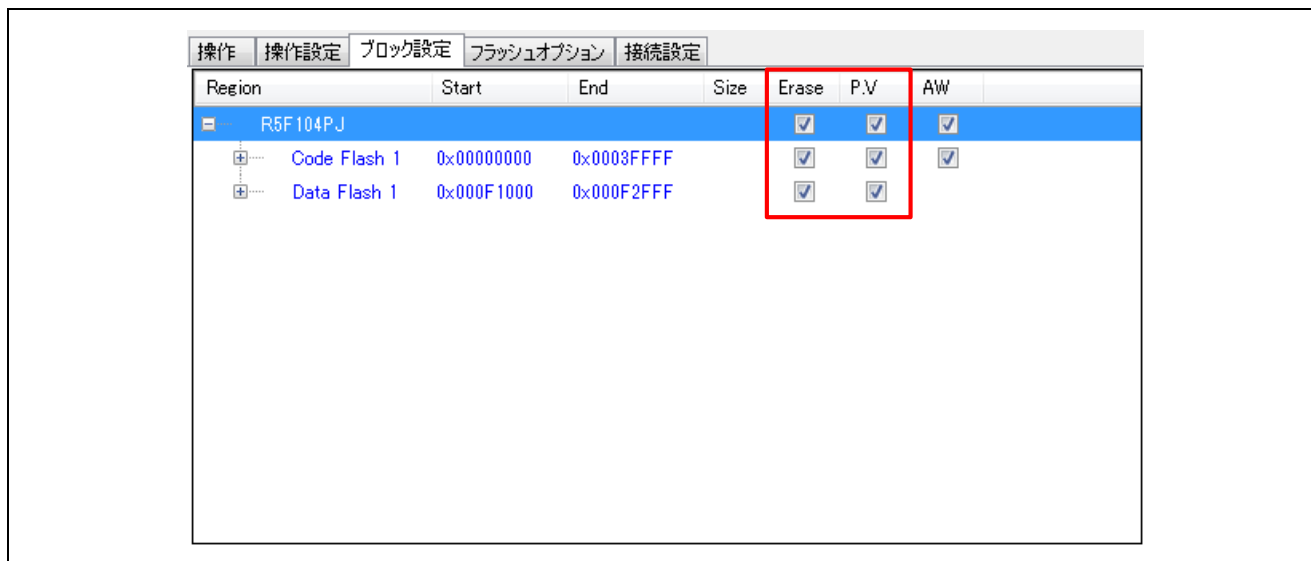 操作 操作設定 ブロック設定 フラッシュオプション 接続設定
Region Start End Size Erase P.V AW
R5F104PJ
Code Flash 1 0x00000000 0x0003FFFF
Data Flash 1 0x000F1000 0x000F2FFF